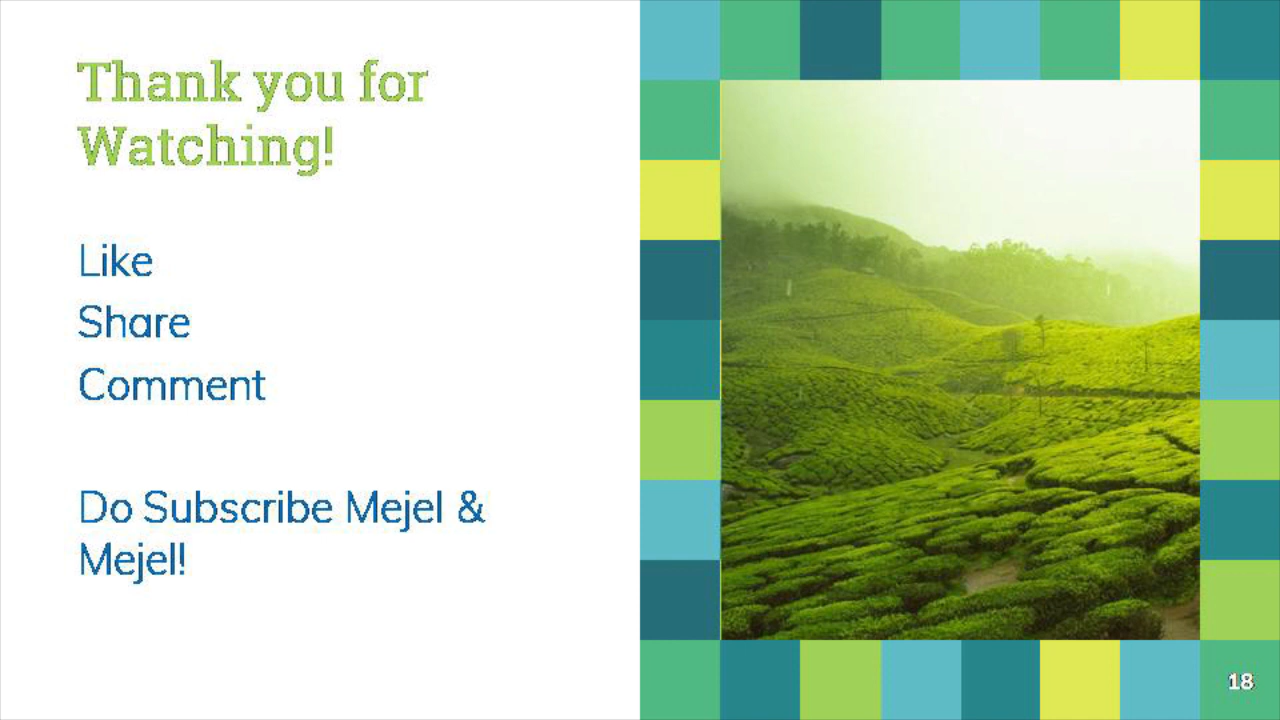 Thank you for
Watching!
Like
Share
Comment
Do Subscribe Mejel &
Mejel!
18